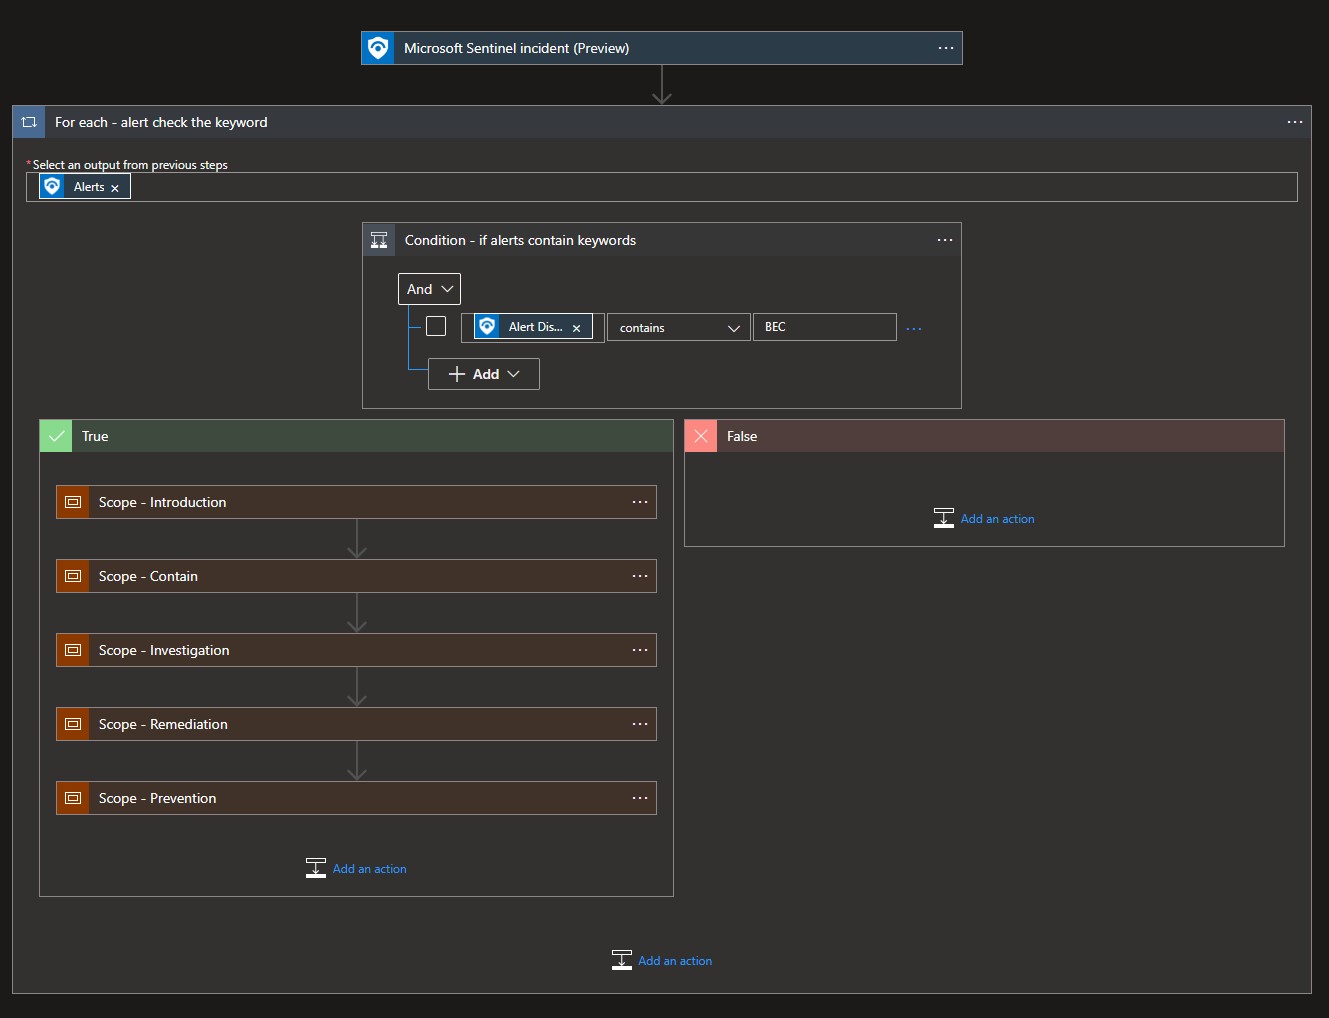 Microsoft Sentinel incident (Preview)
For each - alert check the keyword
*Select an output from previous steps
Alerts
Condition - if alerts contain keywords
And
Alert Dis... contains BEC
Add
True
False
Scope - Introduction
Add an action
Scope - Contain
Scope - Investigation
Scope - Remediation
Scope - Prevention
Add an action
Add an action